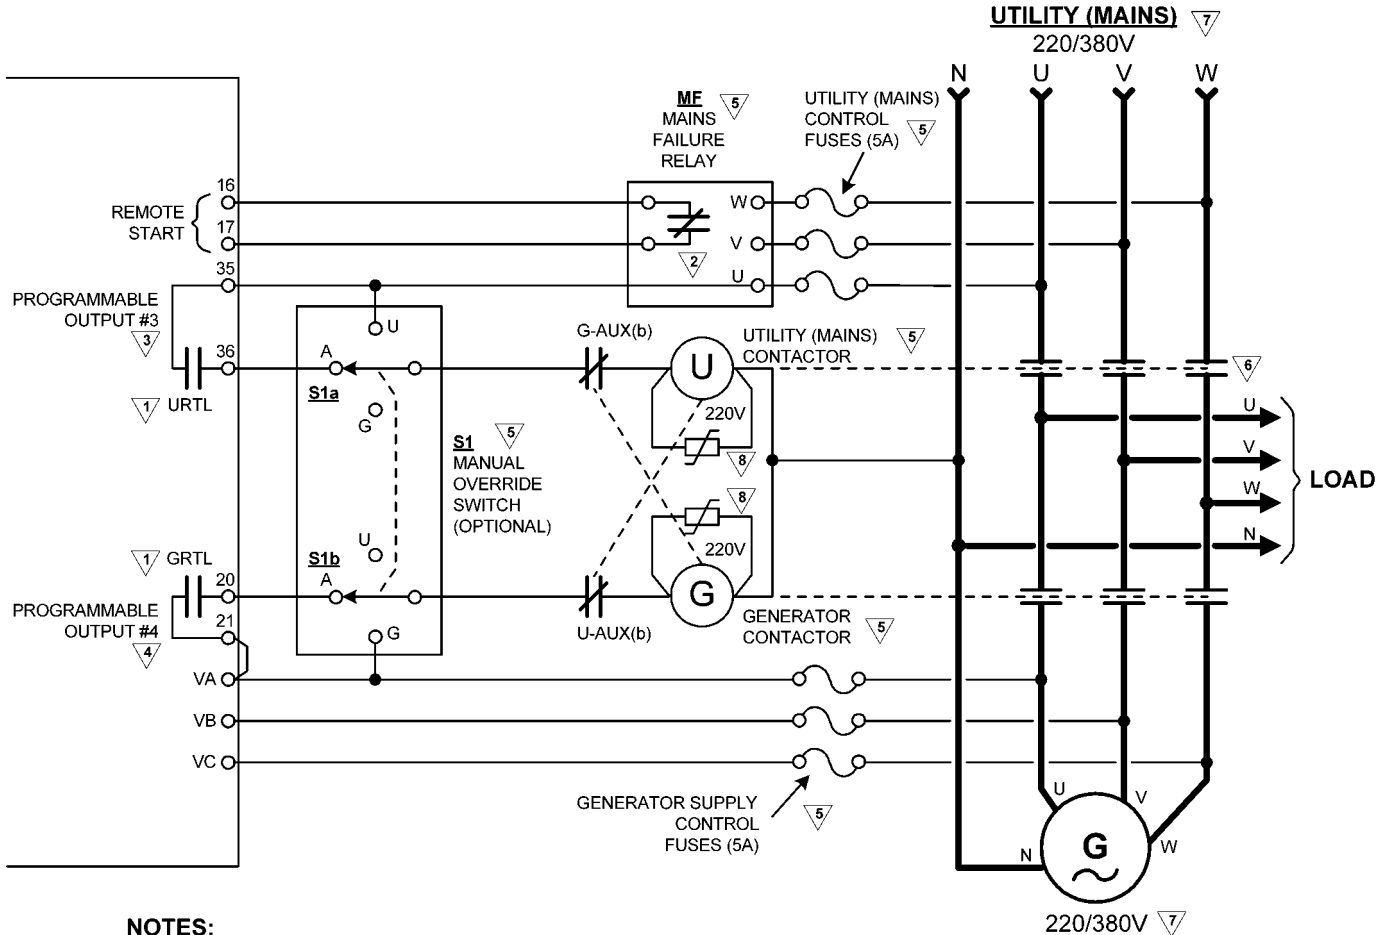 UTILITY (MAINS) 7
220/380V
N U V W
MF 5
MAINS
FAILURE
RELAY
UTILITY (MAINS)
CONTROL
FUSES (5A) 5
16
REMOTE
START
17
35
W
V
U
2
PROGRAMMABLE
OUTPUT #3
3
36
1 URTL
U
A
S1a
G
G-AUX(b)
U
220V
8
UTILITY (MAINS)
CONTACTOR 5
6
U
V
W
N
LOAD
S1 5
MANUAL
OVERRIDE
SWITCH
(OPTIONAL)
U
S1b
A
G
1 GRTL
20
PROGRAMMABLE
OUTPUT #4
4
21
8
220V
G
U-AUX(b)
GENERATOR
CONTACTOR 5
VA
VB
VC
GENERATOR SUPPLY
CONTROL
FUSES (5A)
5
U
V
N
G
W
220/380V 7
NOTES: